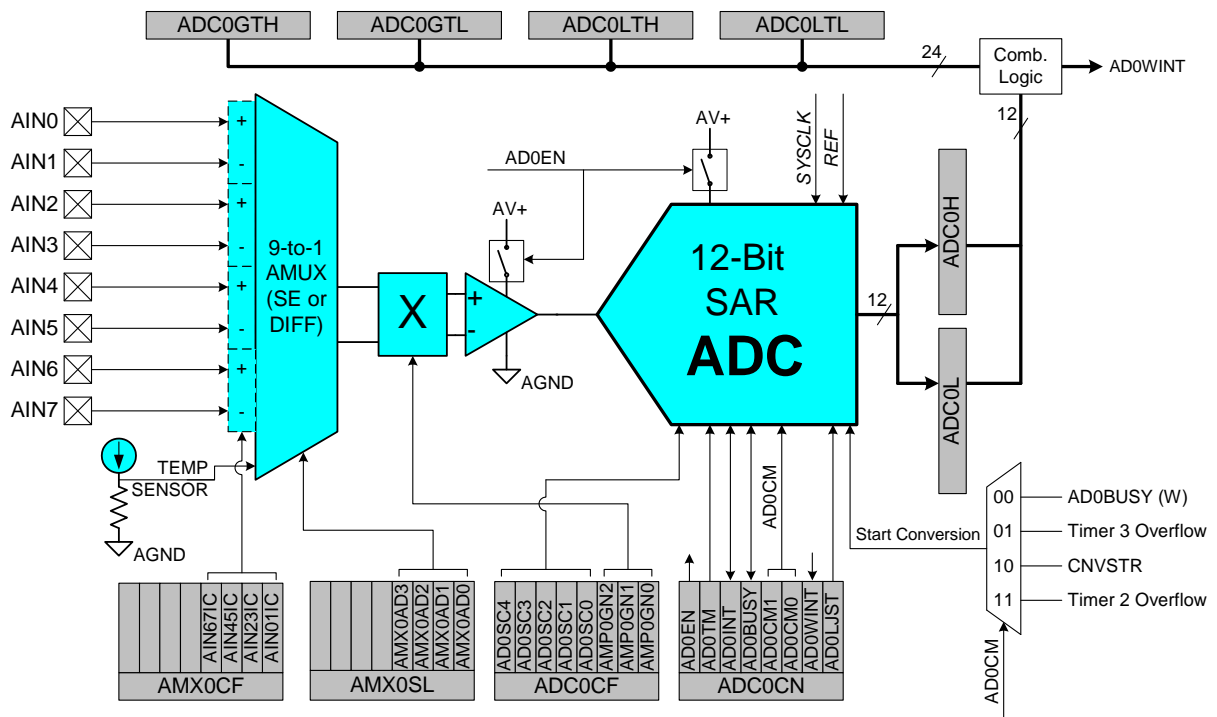 ADC0GTH
ADC0GTL
ADC0LTH
ADC0LTL
24
Comb.
Logic
AD0WINT
12
AIN0
AIN1
AIN2
AIN3
AIN4
AIN5
AIN6
AIN7
+
-
+
-
+
-
+
-
9-to-1
AMUX
(SE or
DIFF)
TEMP
SENSOR
AGND
X
+
-
AV+
AGND
AD0EN
AV+
SYSCLK
REF
12-Bit
SAR
ADC
12
ADC0H
ADC0L
AD0CM
Start Conversion
00
01
10
11
AD0BUSY (W)
Timer 3 Overflow
CNVSTR
Timer 2 Overflow
AD0CM
AIN67IC
AIN45IC
AIN23IC
AIN01IC
AMX0CF
AMX0AD3
AMX0AD2
AMX0AD1
AMX0AD0
AMX0SL
AD0SC4
AD0SC3
AD0SC2
AD0SC1
AD0SC0
AMP0GN2
AMP0GN1
AMP0GN0
ADC0CF
AD0EN
AD0TM
AD0INT
AD0BUSY
AD0CM1
AD0CM0
AD0WINT
AD0LJST
ADC0CN